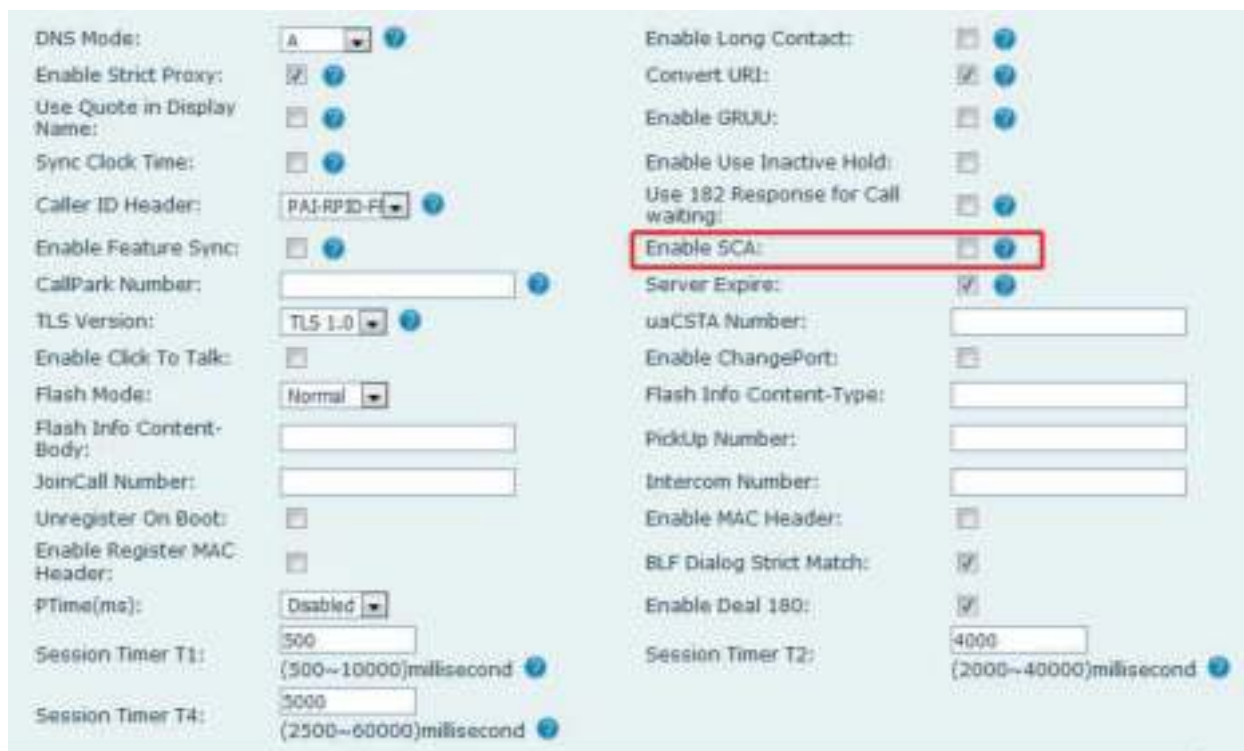 DNS Mode: A Enable Long Contact:
Enable Strict Proxy: Convert URI:
Use Quote in Display
Name: Enable GRUU:
Sync Clock Time: Enable Use Inactive Hold:
Caller ID Header: PAI-RPID-F Use 182 Response for Call
waiting:
Enable Feature Sync: Enable SCA:
CallPark Number: Server Expire:
TLS Version: TLS 1.0 uaCSTA Number:
Enable Click To Talk: Enable ChangePort:
Flash Mode: Normal Flash Info Content-Type:
Flash Info Content-
Body: PickUp Number:
JoinCall Number: Intercom Number:
Unregister On Boot: Enable MAC Header:
Enable Register MAC
Header: BLF Dialog Strict Match:
PTime(ms): Disabled Enable Deal 180:
Session Timer T1: 500 Session Timer T2: 4000
(500~10000)millisecond (2000~40000)millisecond
Session Timer T4: 5000
(2500~60000)millisecond